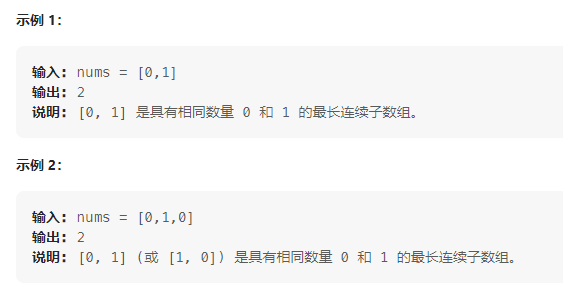 示例 1：
输入: nums = [0,1]
输出: 2
说明: [0, 1] 是具有相同数量 0 和 1 的最长连续子数组。
示例 2：
输入: nums = [0,1,0]
输出: 2
说明: [0, 1] (或 [1, 0]) 是具有相同数量 0 和 1 的最长连续子数组。